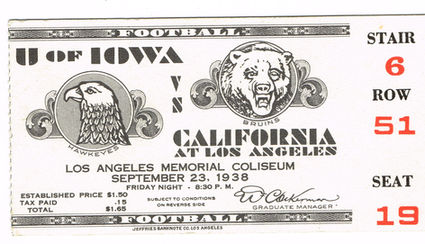 FOOTBALL
U OF IOWA
VS
HAWKEYES
BRUINS
CALIFORNIA
AT LOS ANGELES
LOS ANGELES MEMORIAL COLISEUM
SEPTEMBER 23, 1938
FRIDAY NIGHT - 8:30 P. M.
ESTABLISHED PRICE $1.50
TAX PAID .15
TOTAL $1.65
SUBJECT TO CONDITIONS
ON REVERSE SIDE
W C Ackerman
GRADUATE MANAGER
FOOTBALL
JEFFRIES BANKNOTE CO. LOS ANGELES
STAIR
6
ROW
51
SEAT
19